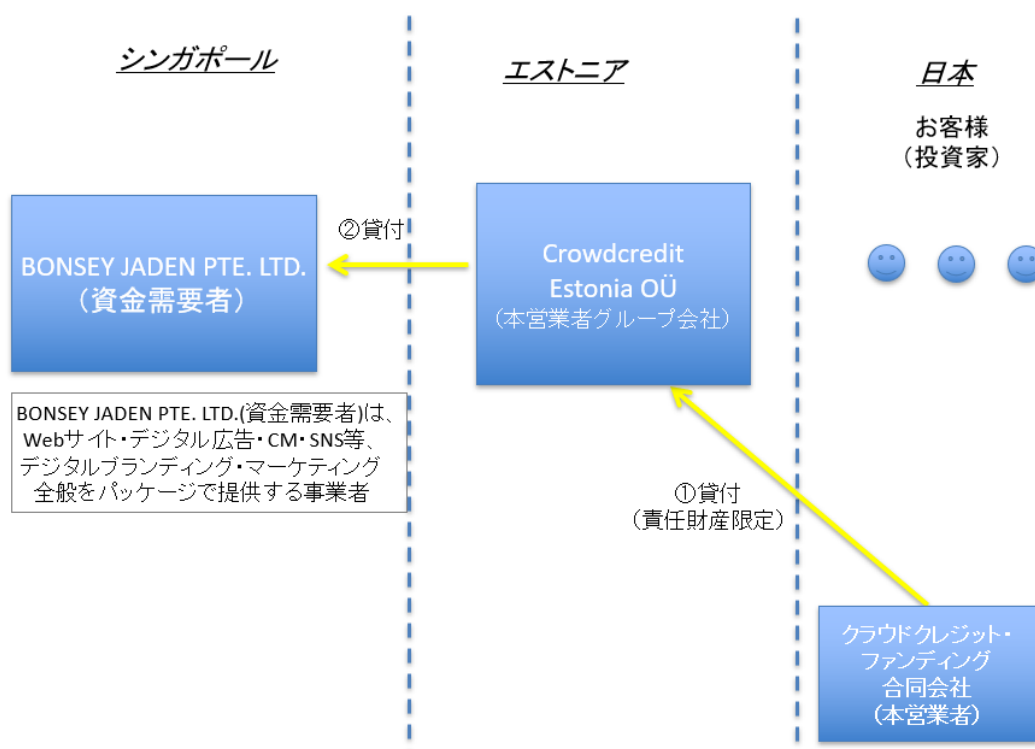 シンガポール
エストニア
日本
お客様
（投資家）
BONSEY JADEN PTE. LTD.
（資金需要者）
②貸付
Crowdcredit
Estonia OÜ
（本営業者グループ会社）
BONSEY JADEN PTE. LTD.(資金需要者)は、
Webサイト・デジタル広告・CM・SNS等、
デジタルブランディング・マーケティング
全般をパッケージで提供する事業者
①貸付
（責任財産限定）
クラウドクレジット・
ファンディング
合同会社
(本営業者)